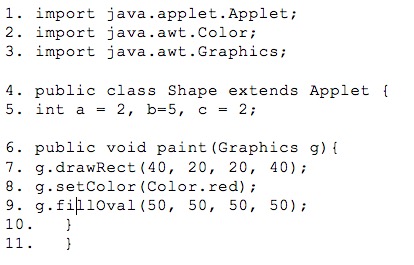 1. import java.applet.Applet;
2. import java.awt.Color;
3. import java.awt.Graphics;
4. public class Shape extends Applet {
5. int a = 2, b=5, c = 2;
6. public void paint(Graphics g){
7. g.drawRect(40, 20, 20, 40);
8. g.setColor(Color.red);
9. g.fillOval(50, 50, 50, 50);
10. }
11. }